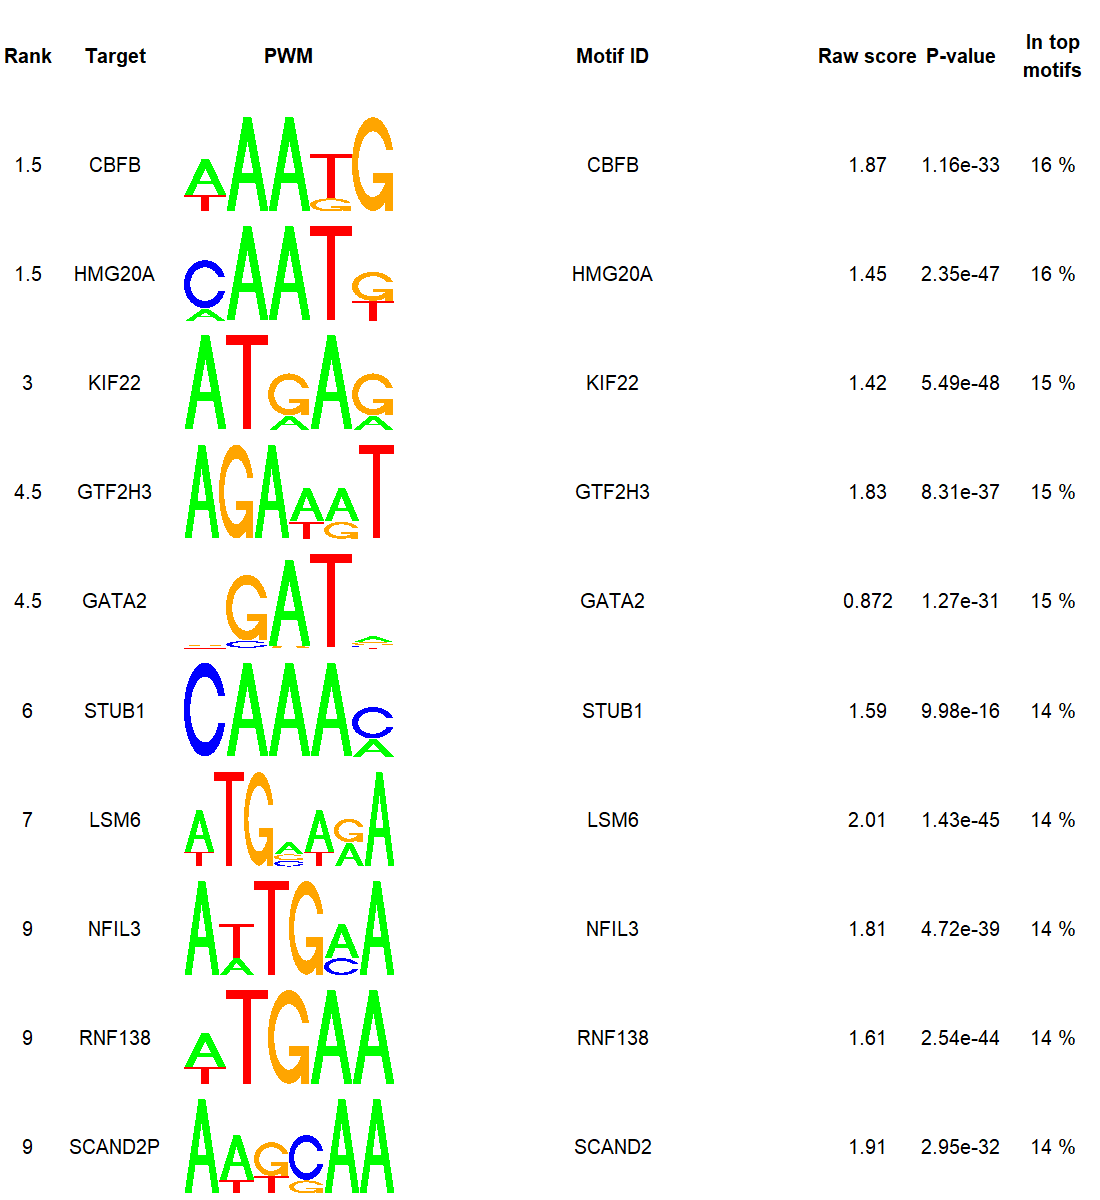 Rank Target PWM Motif ID Raw score P-value In top motifs
1.5 CBFB CBFB 1.87 1.16e-33 16 %
1.5 HMG20A HMG20A 1.45 2.35e-47 16 %
3 KIF22 KIF22 1.42 5.49e-48 15 %
4.5 GTF2H3 GTF2H3 1.83 8.31e-37 15 %
4.5 GATA2 GATA2 0.872 1.27e-31 15 %
6 STUB1 STUB1 1.59 9.98e-16 14 %
7 LSM6 LSM6 2.01 1.43e-45 14 %
9 NFIL3 NFIL3 1.81 4.72e-39 14 %
9 RNF138 RNF138 1.61 2.54e-44 14 %
9 SCAND2P SCAND2 1.91 2.95e-32 14 %